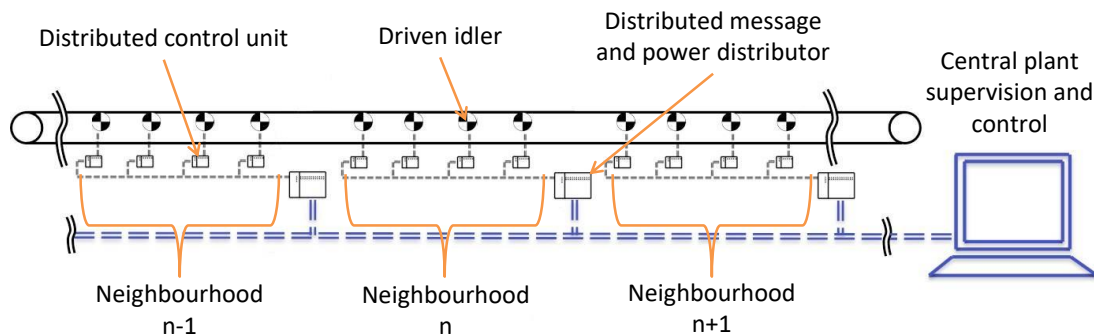 Distributed control unit
Driven idler
Distributed message
and power distributor
Central plant
supervision and
control
Neighbourhood
n-1
Neighbourhood
n
Neighbourhood
n+1